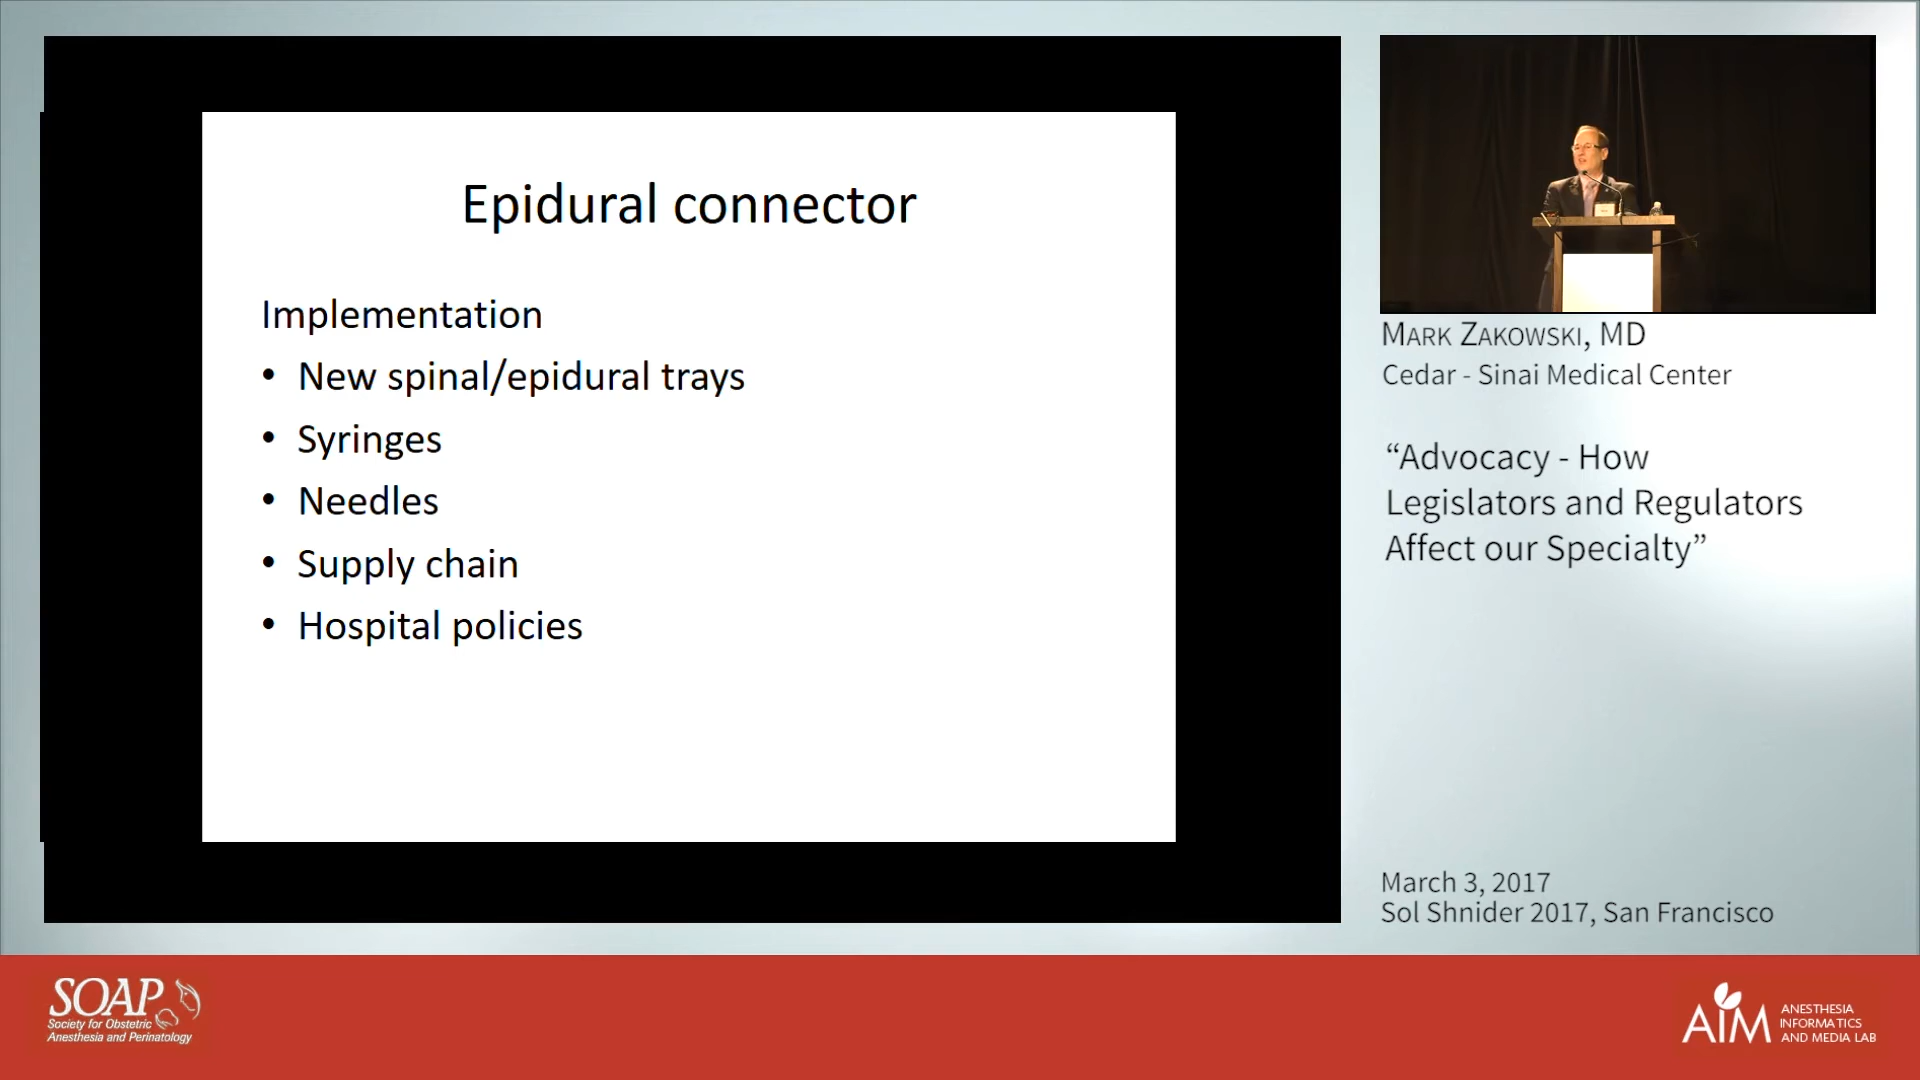 Epidural connector
Implementation
• New spinal/epidural trays
• Syringes
• Needles
• Supply chain
• Hospital policies
MARK ZAKOWSKI, MD
Cedar - Sinai Medical Center
“Advocacy - How
Legislators and Regulators
Affect our Specialty”
March 3, 2017
Sol Shnider 2017, San Francisco
SOAP
Society for Obstetric
Anesthesia and Perinatology
AIM
ANESTHESIA
INFORMATICS
AND MEDIA LAB